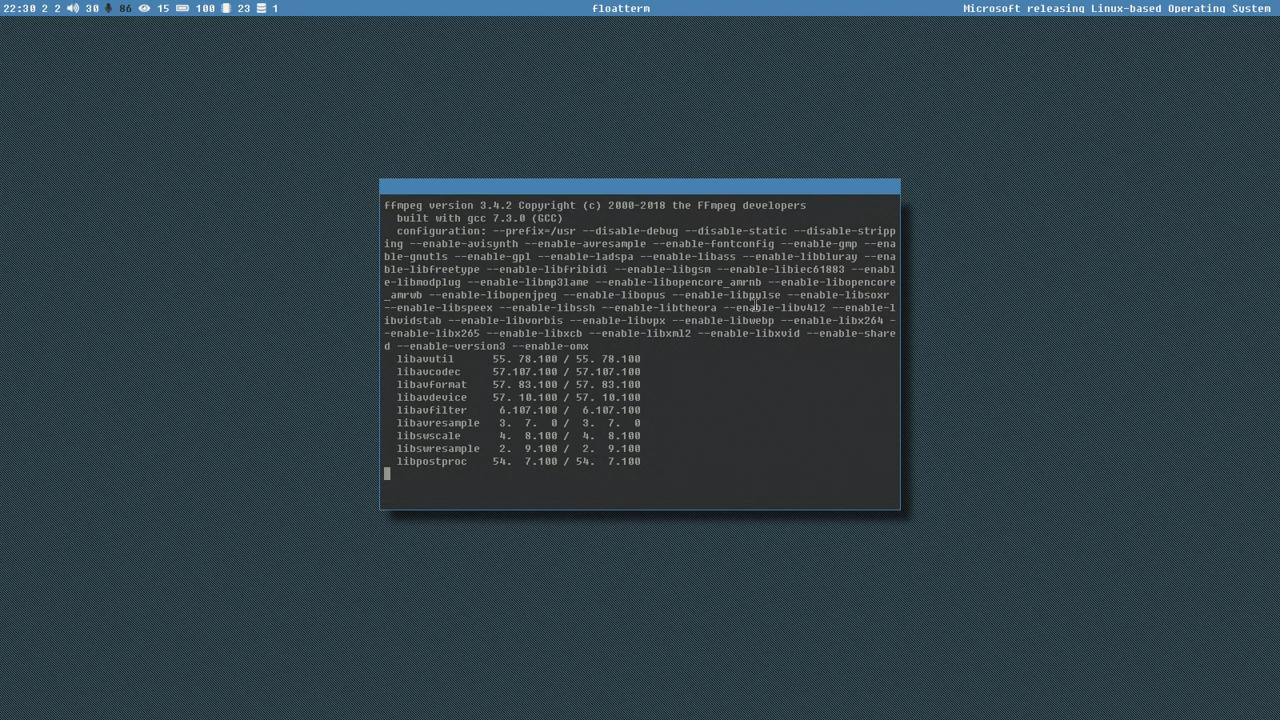 22:30 2 2 30 86 15 100 23 1 floatterm Microsoft releasing Linux-based Operating System
ffmpeg version 3.4.2 Copyright (c) 2000-2018 the FFmpeg developers
built with gcc 7.3.0 (GCC)
configuration: --prefix=/usr --disable-debug --disable-static --disable-stripp
ing --enable-avisynth --enable-avresample --enable-fontconfig --enable-gmp --ena
ble-gnutls --enable-gpl --enable-ladspa --enable-libass --enable-libbluray --ena
ble-libfreetype --enable-libfribidi --enable-libgsm --enable-libiec61883 --enabl
e-libmodplug --enable-libmp3lame --enable-libopencore_amrnb --enable-libopencore
_amrwb --enable-libopenjpeg --enable-libopus --enable-libpulse --enable-libsoxr
--enable-libspeex --enable-libssh --enable-libtheora --enable-libv4l2 --enable-l
ibvidstab --enable-libvorbis --enable-libvpx --enable-libwebp --enable-libx264 -
-enable-libx265 --enable-libxcb --enable-libxml2 --enable-libxvid --enable-share
d --enable-version3 --enable-omx
libavutil 55. 78.100 / 55. 78.100
libavcodec 57.107.100 / 57.107.100
libavformat 57. 83.100 / 57. 83.100
libavdevice 57. 10.100 / 57. 10.100
libavfilter 6.107.100 / 6.107.100
libavresample 3. 7. 0 / 3. 7. 0
libswscale 4. 8.100 / 4. 8.100
libswresample 2. 9.100 / 2. 9.100
libpostproc 54. 7.100 / 54. 7.100